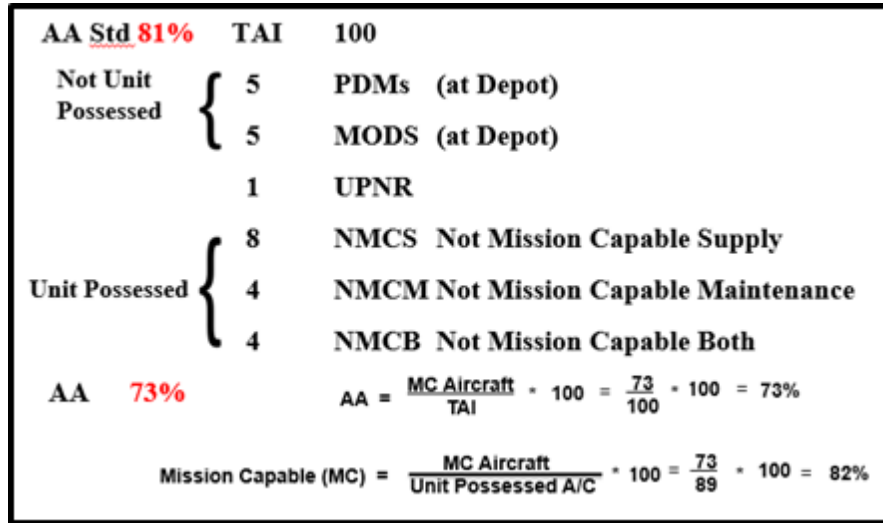 AA Std 81% TAI 100
Not Unit Possessed { 5 PDMs (at Depot)
5 MODS (at Depot)
1 UPNR
Unit Possessed { 8 NMCS Not Mission Capable Supply
4 NMCM Not Mission Capable Maintenance
4 NMCB Not Mission Capable Both
AA 73% AA = MC Aircraft / TAI * 100 = 73 / 100 * 100 = 73%
Mission Capable (MC) = MC Aircraft / Unit Possessed A/C * 100 = 73 / 89 * 100 = 82%